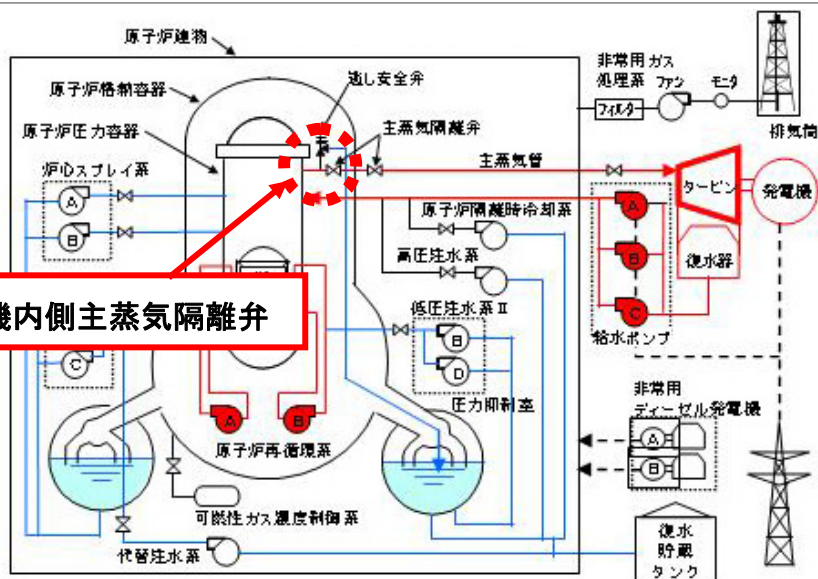 原子炉建物
原子炉格納容器
原子炉圧力容器
逃し安全弁
主蒸気隔離弁
主蒸気管
非常用ガス
処理系
ファン
モニタ
フィルター
排気筒
炉心スプレイ系
A
B
C
機内側主蒸気隔離弁
原子炉隔離時冷却系
高圧注水系
低圧注水系Ⅱ
B
D
圧力抑制室
A
B
原子炉再循環系
可燃性ガス濃度制御系
代替注水系
A
B
C
給水ポンプ
タービン
発電機
復水器
非常用
ディーゼル発電機
A
B
復水
貯蔵
タンク